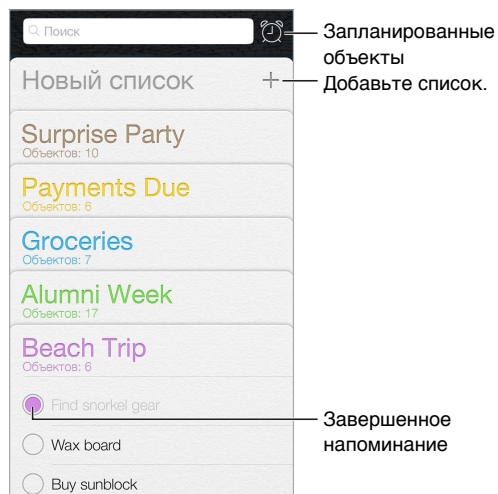 Поиск
Запланированные
объекты
Новый список
Добавьте список.
Surprise Party
Объектов: 10
Payments Due
Объектов: 6
Groceries
Объектов: 7
Alumni Week
Объектов: 17
Beach Trip
Объектов: 6
Find snorkel gear
Завершенное
напоминание
Wax board
Buy sunblock